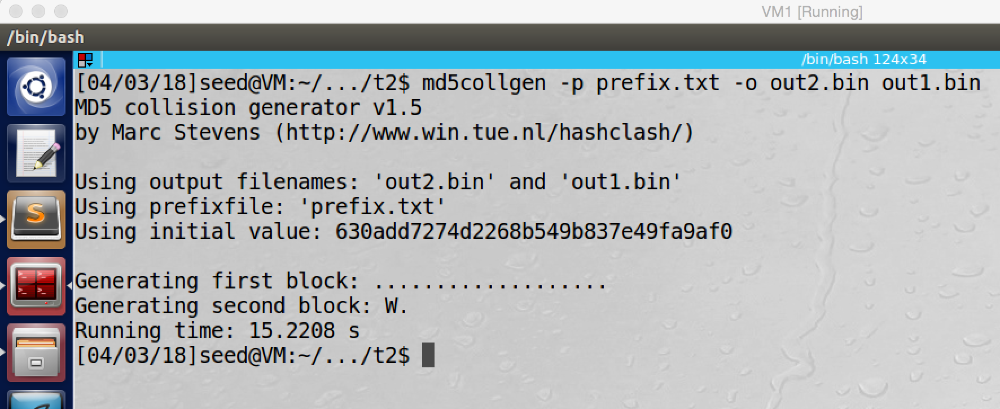 VM1 [Running]
/bin/bash
/bin/bash 124x34
[04/03/18]seed@VM:~/.../t2$ md5collgen -p prefix.txt -o out2.bin out1.bin
MD5 collision generator v1.5
by Marc Stevens (http://www.win.tue.nl/hashclash/)
Using output filenames: 'out2.bin' and 'out1.bin'
Using prefixfile: 'prefix.txt'
Using initial value: 630add7274d2268b549b837e49fa9af0
Generating first block: ...................
Generating second block: W.
Running time: 15.2208 s
[04/03/18]seed@VM:~/.../t2$